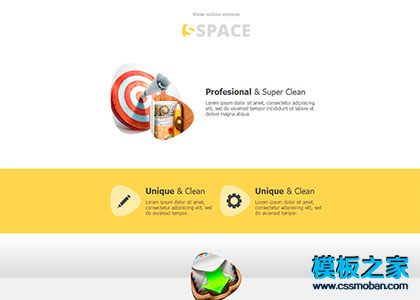 View online version
SPACE
Profesional & Super Clean
Lorem ipsum dolor sit amet, consectetur adipiscing elit, sed do eiusmod tempor incididunt ut labore et dolore magna aliqua.
Unique & Clean
Lorem ipsum dolor sit amet, consectetur adipiscing elit, sed do eiusmod tempor.
Unique & Clean
Lorem ipsum dolor sit amet, consectetur adipiscing elit, sed do eiusmod tempor.
模板之家
www.cssmoban.com